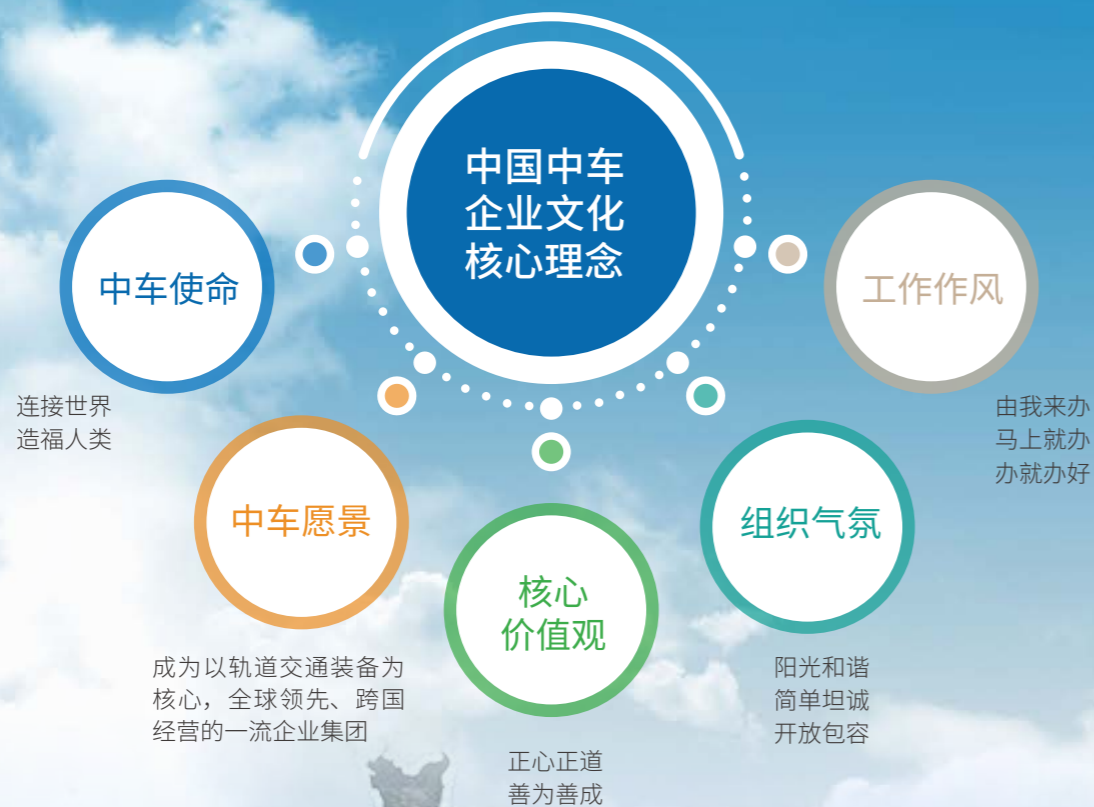 中国中车
企业文化
核心理念
中车使命
连接世界
造福人类
中车愿景
成为以轨道交通装备为
核心，全球领先、跨国
经营的一流企业集团
核心
价值观
正心正道
善为善成
组织气氛
阳光和谐
简单坦诚
开放包容
工作作风
由我来办
马上就办
办就办好